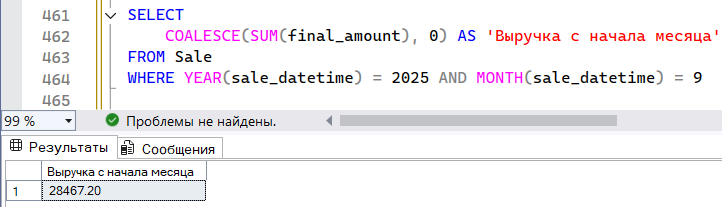 461 SELECT
462 COALESCE(SUM(final_amount), 0) AS 'Выручка с начала месяца'
463 FROM Sale
464 WHERE YEAR(sale_datetime) = 2025 AND MONTH(sale_datetime) = 9
465
99 % Проблемы не найдены.
Результаты Сообщения
Выручка с начала месяца
1 28467.20